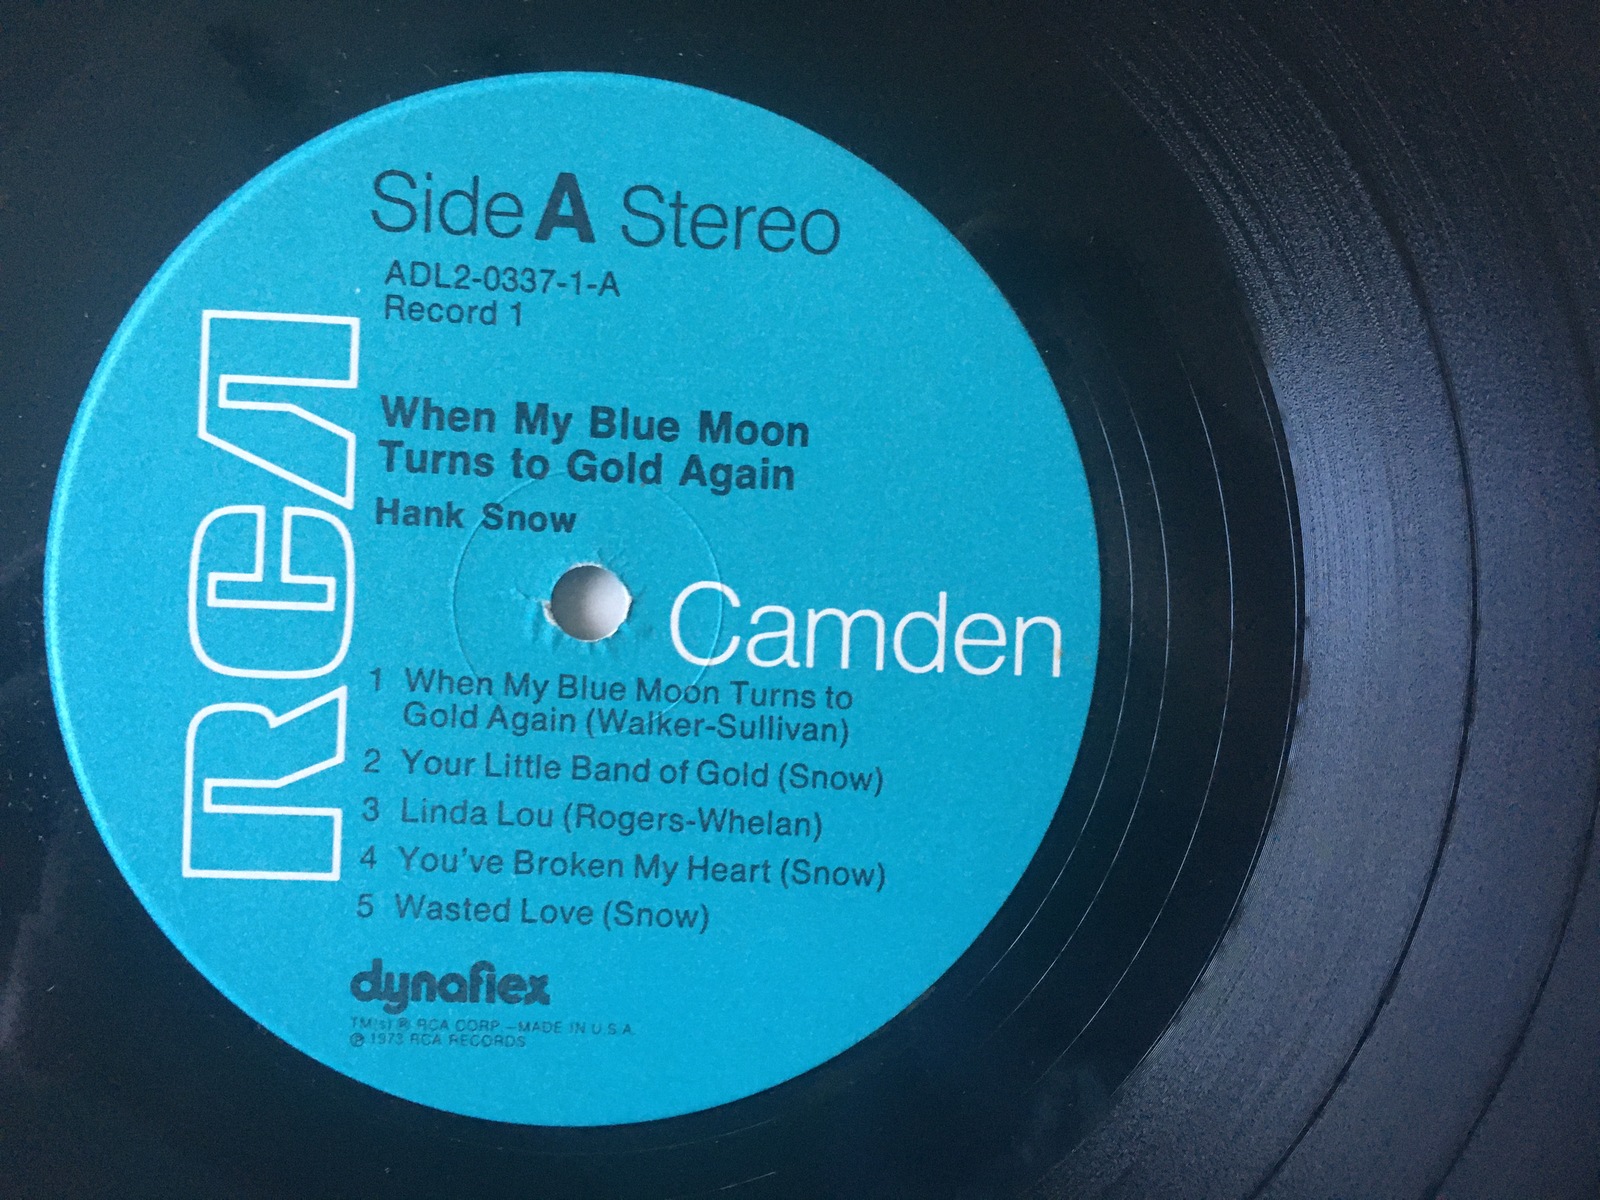 Side A Stereo
ADL2-0337-1-A
Record 1
RCA
When My Blue Moon
Turns to Gold Again
Hank Snow
Camden
1 When My Blue Moon Turns to
Gold Again (Walker-Sullivan)
2 Your Little Band of Gold (Snow)
3 Linda Lou (Rogers-Whelan)
4 You've Broken My Heart (Snow)
5 Wasted Love (Snow)
dynaflex
TM(s) ® RCA CORP.–MADE IN U.S.A.
℗ 1973 RCA RECORDS